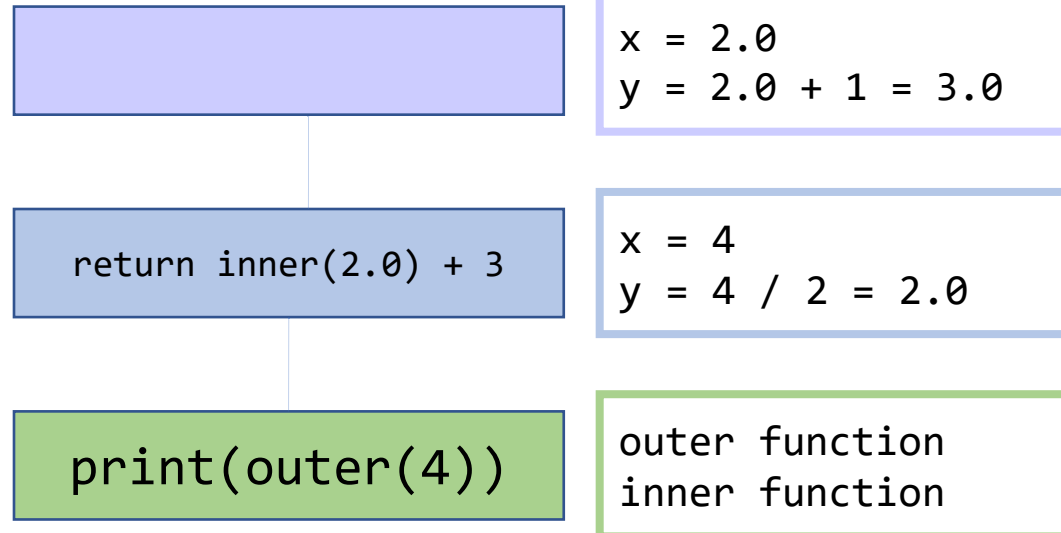 x = 2.0
y = 2.0 + 1 = 3.0
return inner(2.0) + 3
x = 4
y = 4 / 2 = 2.0
print(outer(4))
outer function
inner function